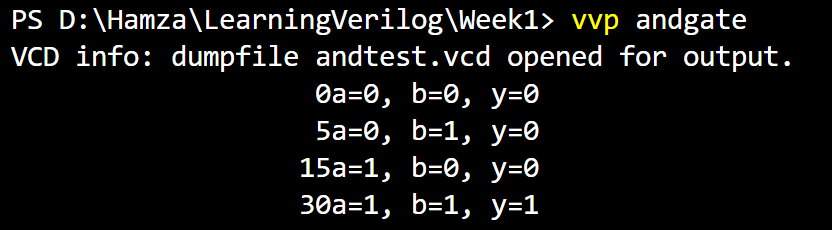 PS D:\Hamza\LearningVerilog\Week1> vvp andgate
VCD info: dumpfile andtest.vcd opened for output.
                   0a=0, b=0, y=0
                   5a=0, b=1, y=0
                  15a=1, b=0, y=0
                  30a=1, b=1, y=1